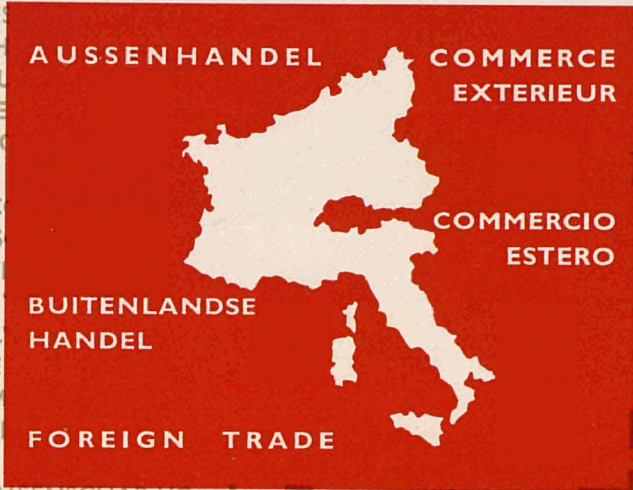 AUSSENHANDEL
COMMERCE
EXTERIEUR
COMMERCIO
ESTERO
BUITENLANDSE
HANDEL
FOREIGN TRADE